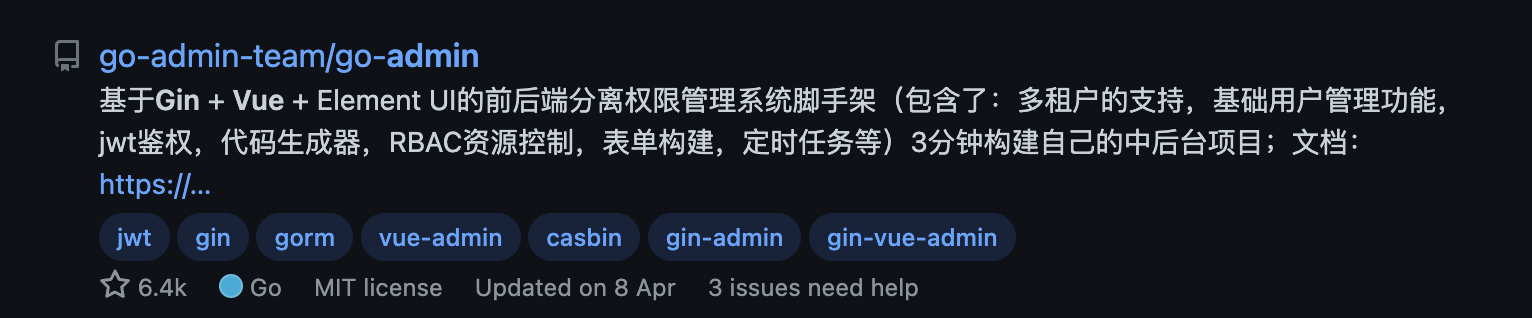 go-admin-team/go-admin
基于Gin + Vue + Element UI的前后端分离权限管理系统脚手架（包含了：多租户的支持，基础用户管理功能，
jwt鉴权，代码生成器，RBAC资源控制，表单构建，定时任务等）3分钟构建自己的中后台项目；文档：
https://...
jwt gin gorm vue-admin casbin gin-admin gin-vue-admin
6.4k Go MIT license Updated on 8 Apr 3 issues need help